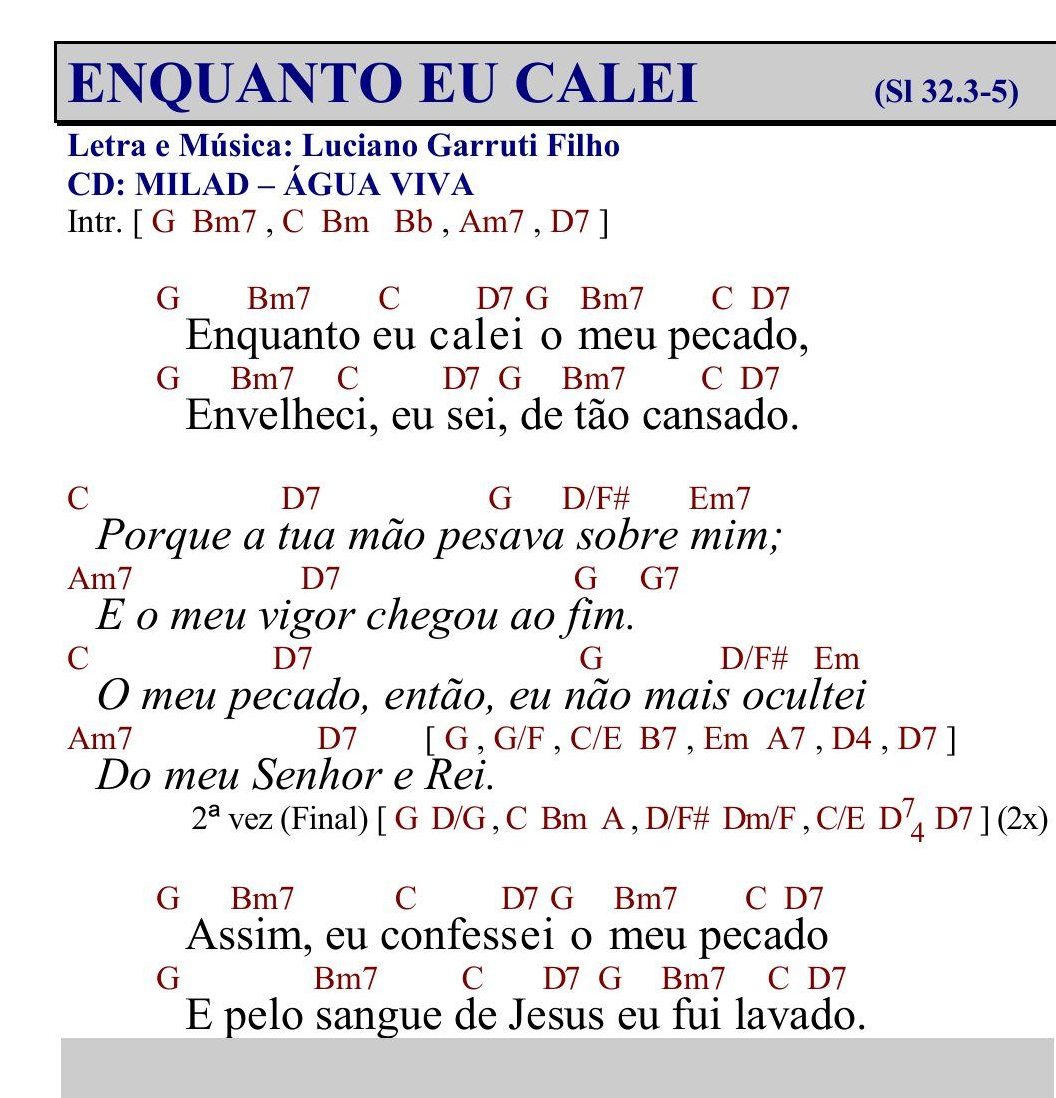 ENQUANTO EU CALEI (Sl 32.3-5)
Letra e Música: Luciano Garruti Filho
CD: MILAD – ÁGUA VIVA
Intr. [ G Bm7 , C Bm Bb , Am7 , D7 ]
G Bm7 C D7 G Bm7 C D7
Enquanto eu calei o meu pecado,
G Bm7 C D7 G Bm7 C D7
Envelheci, eu sei, de tão cansado.
C D7 G D/F# Em7
Porque a tua mão pesava sobre mim;
Am7 D7 G G7
E o meu vigor chegou ao fim.
C D7 G D/F# Em
O meu pecado, então, eu não mais ocultei
Am7 D7 [ G , G/F , C/E B7 , Em A7 , D4 , D7 ]
Do meu Senhor e Rei.
2ª vez (Final) [ G D/G , C Bm A , D/F# Dm/F , C/E D7 4 D7 ] (2x)
G Bm7 C D7 G Bm7 C D7
Assim, eu confessei o meu pecado
G Bm7 C D7 G Bm7 C D7
E pelo sangue de Jesus eu fui lavado.